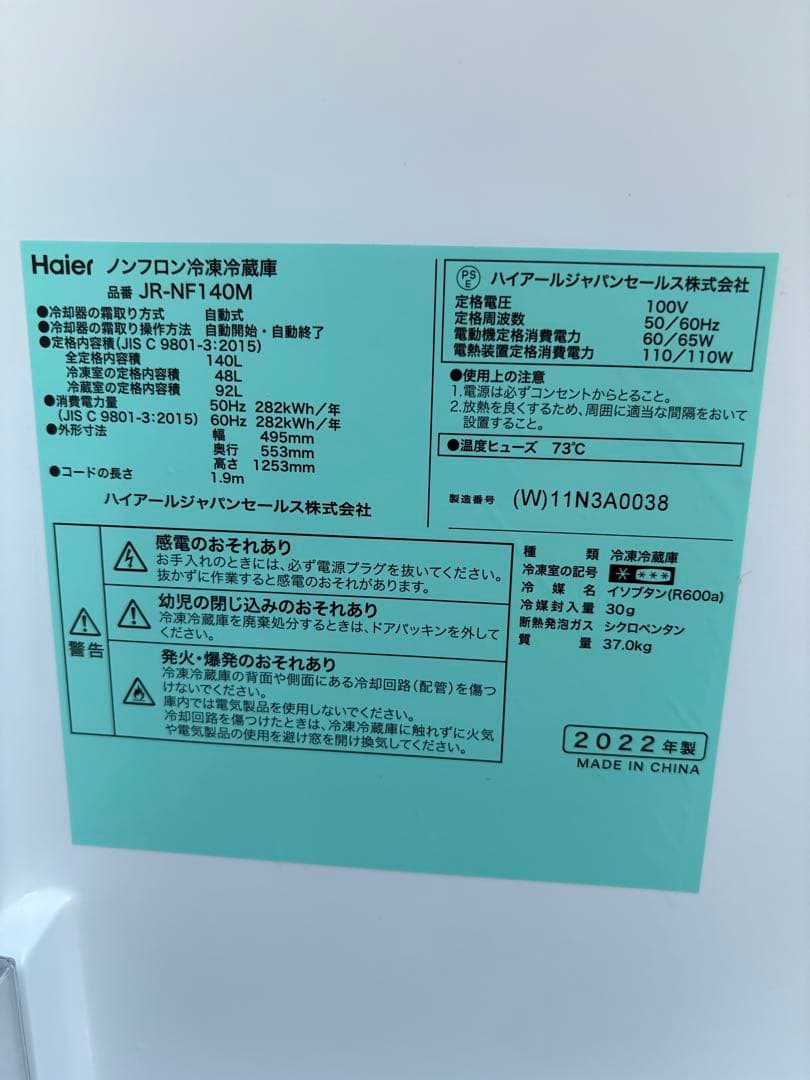 Haier ノンフロン冷凍冷蔵庫
品番 JR-NF140M
●冷却器の霜取り方式 自動式
●冷却器の霜取り操作方法 自動開始・自動終了
●定格内容積(JIS C 9801-3:2015)
全定格内容積 140L
冷凍室の定格内容積 48L
冷蔵室の定格内容積 92L
●消費電力量 50Hz 282kWh/年
(JIS C 9801-3:2015) 60Hz 282kWh/年
●外形寸法 幅 495mm
奥行 553mm
高さ 1253mm
●コードの長さ 1.9m
ハイアールジャパンセールス株式会社
PSE ハイアールジャパンセールス株式会社
定格電圧 100V
定格周波数 50/60Hz
電動機定格消費電力 60/65W
電熱装置定格消費電力 110/110W
●使用上の注意
1.電源は必ずコンセントからとること。
2.放熱を良くするため、周囲に適当な間隔をおいて
設置すること。
●温度ヒューズ 73℃
製造番号 (W)11N3A0038
警告
感電のおそれあり
お手入れのときには、必ず電源プラグを抜いてください。
抜かずに作業すると感電のおそれがあります。
幼児の閉じ込みのおそれあり
冷凍冷蔵庫を廃棄処分するときは、ドアパッキンを外して
ください。
発火・爆発のおそれあり
冷凍冷蔵庫の背面や側面にある冷却回路(配管)を傷つ
けないでください。
庫内では電気製品を使用しないでください。
冷却回路を傷つけたときは、冷凍冷蔵庫に触れずに火気
や電気製品の使用を避け窓を開け換気してください。
種類 冷凍冷蔵庫
冷凍室の記号 * ***
冷媒名 イソブタン(R600a)
冷媒封入量 30g
断熱発泡ガス シクロペンタン
質量 37.0kg
2022年製
MADE IN CHINA